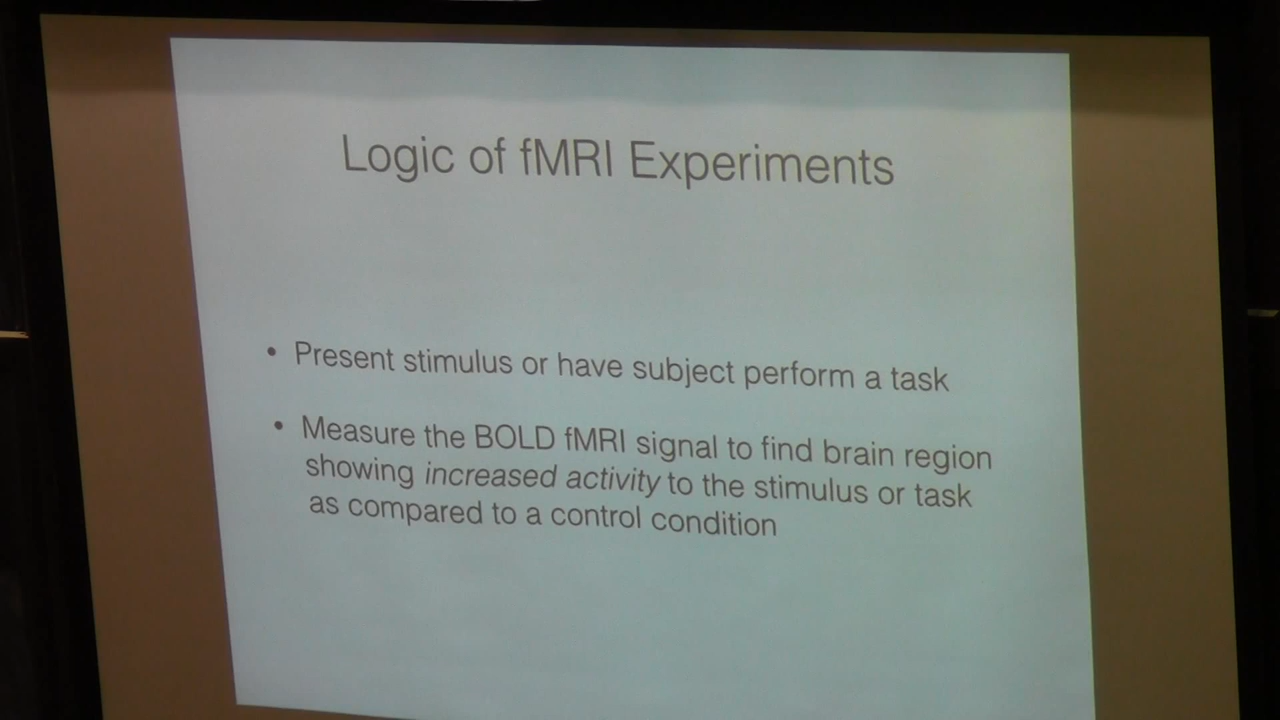 Logic of fMRI Experiments
• Present stimulus or have subject perform a task
• Measure the BOLD fMRI signal to find brain region
showing increased activity to the stimulus or task
as compared to a control condition